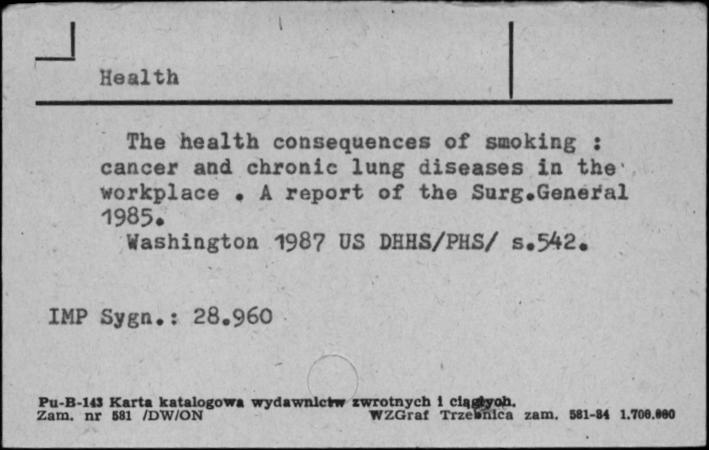 Health
The health consequences of smoking :
cancer and chronic lung diseases in the
workplace . A report of the Surg.General
1985.
Washington 1987 US DHHS/PHS/ s.542.
IMP Sygn.: 28.960
Pu-B-143 Karta katalogowa wydawnictw zwrotnych i ciągłych.
Zam. nr 581 /DW/ON WZGraf Trzebnica zam. 581-84 1.700.000